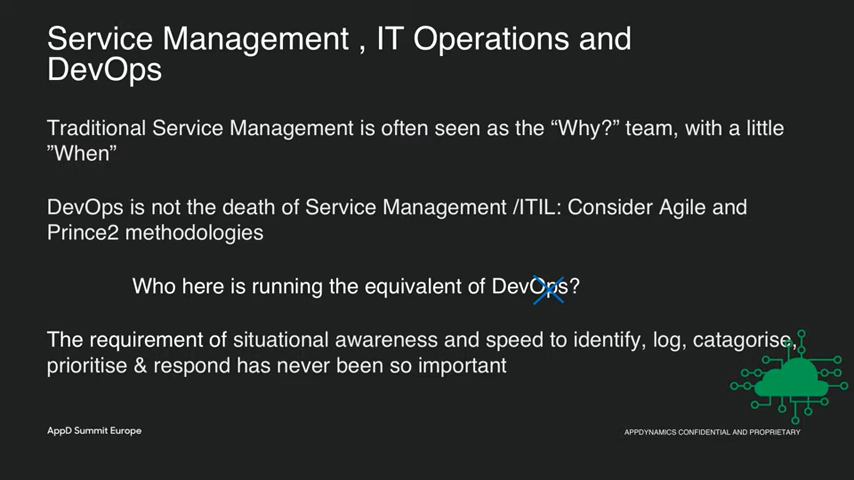 Service Management , IT Operations and
DevOps
Traditional Service Management is often seen as the “Why?” team, with a little
”When”
DevOps is not the death of Service Management /ITIL: Consider Agile and
Prince2 methodologies
Who here is running the equivalent of DevOps?
The requirement of situational awareness and speed to identify, log, catagorise,
prioritise & respond has never been so important
AppD Summit Europe
APPDYNAMICS CONFIDENTIAL AND PROPRIETARY